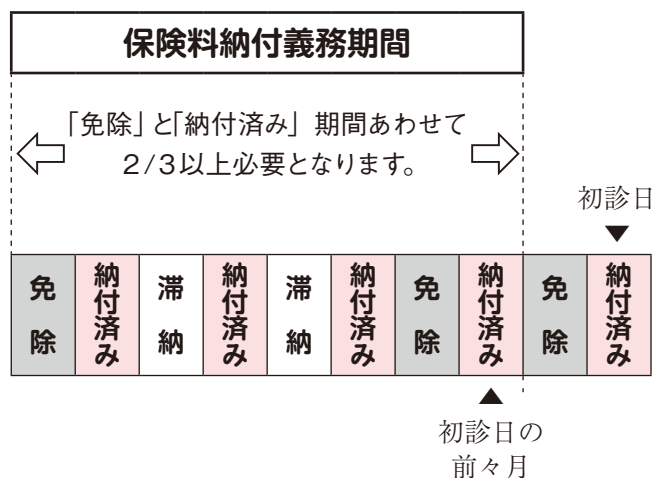 保険料納付義務期間
「免除」と「納付済み」期間あわせて
2/3以上必要となります。
初診日
▼
免除
納付済み
滞納
納付済み
滞納
納付済み
免除
納付済み
免除
納付済み
▲
初診日の
前々月